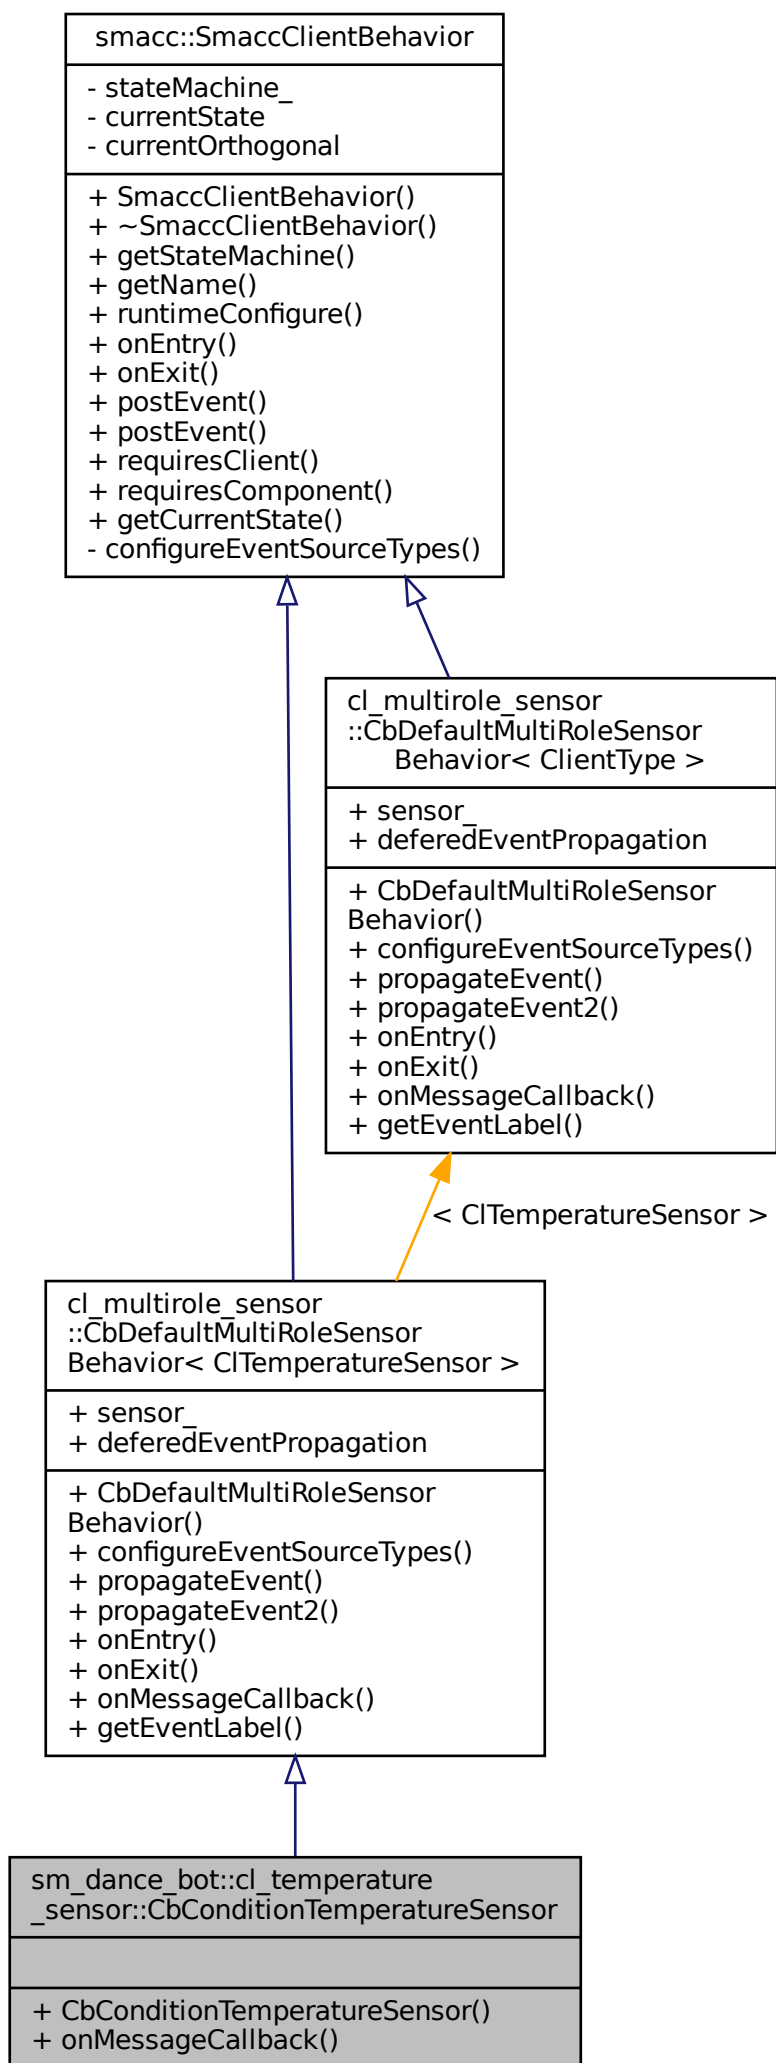 smacc::SmaccClientBehavior
- stateMachine_
- currentState
- currentOrthogonal
+ SmaccClientBehavior()
+ ~SmaccClientBehavior()
+ getStateMachine()
+ getName()
+ runtimeConfigure()
+ onEntry()
+ onExit()
+ postEvent()
+ postEvent()
+ requiresClient()
+ requiresComponent()
+ getCurrentState()
- configureEventSourceTypes()
cl_multirole_sensor
::CbDefaultMultiRoleSensor
Behavior< ClientType >
+ sensor_
+ deferedEventPropagation
+ CbDefaultMultiRoleSensor
Behavior()
+ configureEventSourceTypes()
+ propagateEvent()
+ propagateEvent2()
+ onEntry()
+ onExit()
+ onMessageCallback()
+ getEventLabel()
< ClTemperatureSensor >
cl_multirole_sensor
::CbDefaultMultiRoleSensor
Behavior< ClTemperatureSensor >
+ sensor_
+ deferedEventPropagation
+ CbDefaultMultiRoleSensor
Behavior()
+ configureEventSourceTypes()
+ propagateEvent()
+ propagateEvent2()
+ onEntry()
+ onExit()
+ onMessageCallback()
+ getEventLabel()
sm_dance_bot::cl_temperature
_sensor::CbConditionTemperatureSensor
+ CbConditionTemperatureSensor()
+ onMessageCallback()